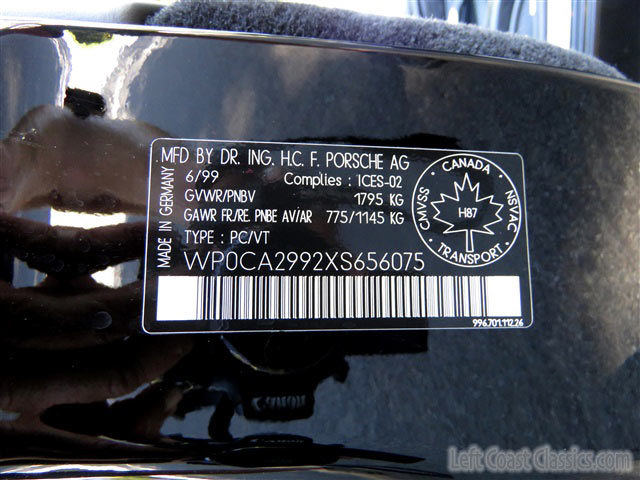 MFD BY DR. ING. H.C. F. PORSCHE AG
6/99 Complies : ICES-02
GVWR/PNBV 1795 KG
GAWR FR/RE. PNBE AV/AR 775/1145 KG
TYPE : PC/VT
WP0CA2992XS656075
MADE IN GERMANY
CANADA
CMVSS
NSVAC
H87
TRANSPORT
996.701.112.26
Canon
Left Coast Classics.com